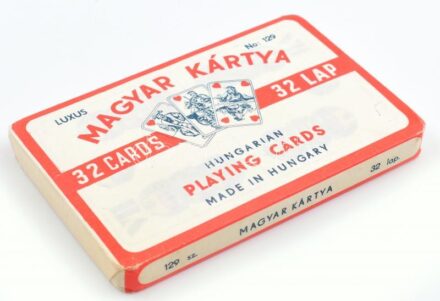 LUXUS
No: 129
MAGYAR KÁRTYA
32 CARDS
32 LAP
HUNGARIAN
PLAYING CARDS
MADE IN HUNGARY
129 sz.
MAGYAR KÁRTYA
32 lap.